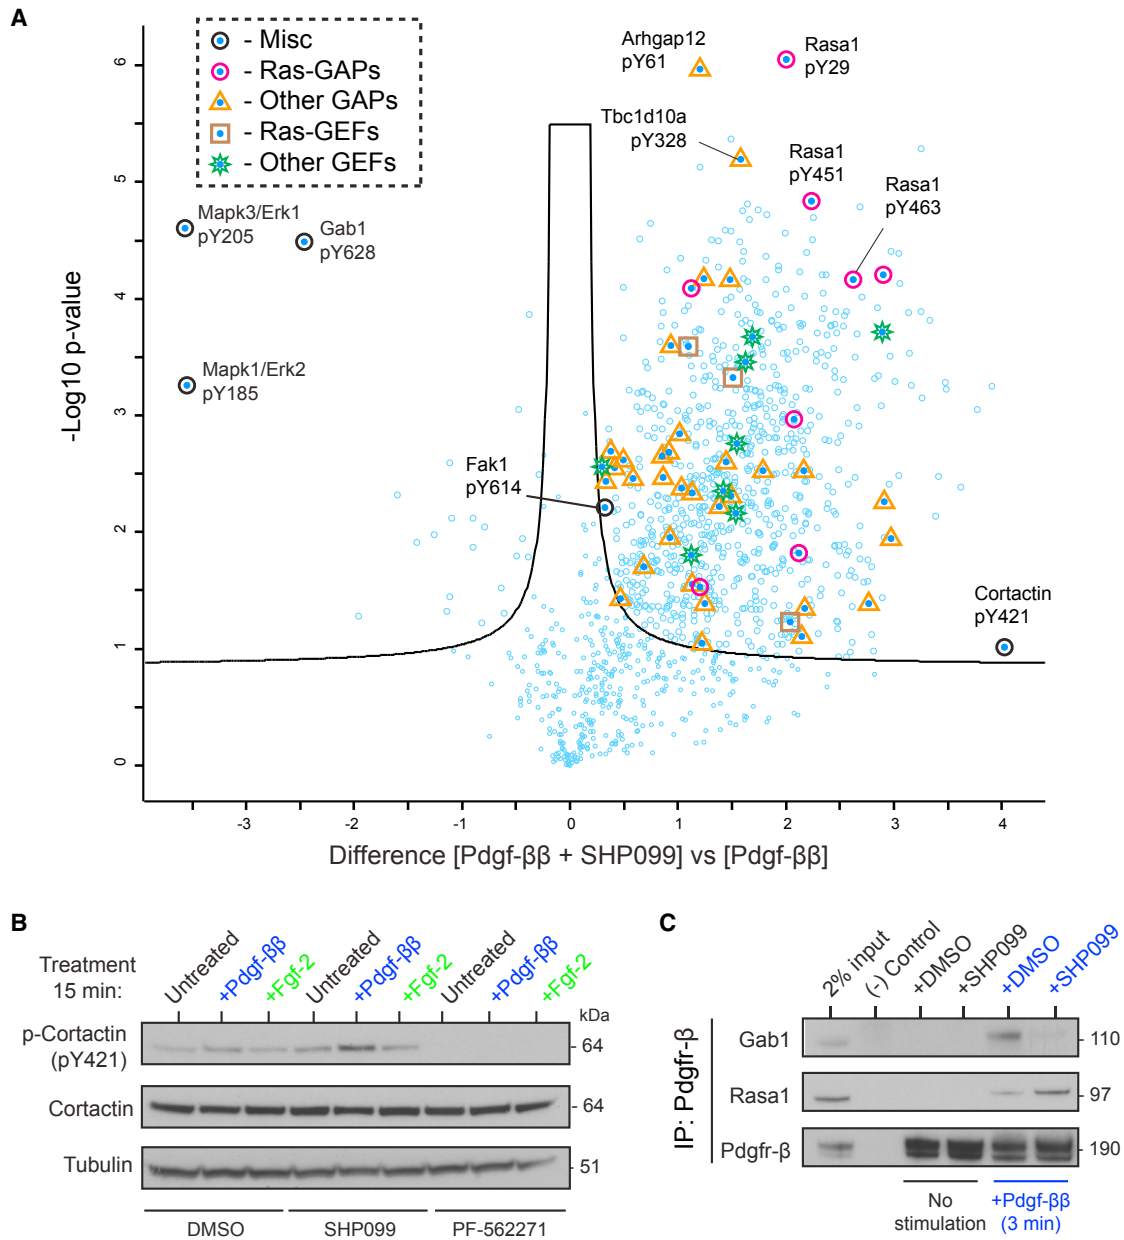 A
- Misc
- Ras-GAPs
- Other GAPs
- Ras-GEFs
- Other GEFs
Arhgap12
pY61
Rasa1
pY29
Tbc1d10a
pY328
Rasa1
pY451
Rasa1
pY463
Mapk3/Erk1
pY205
Gab1
pY628
Mapk1/Erk2
pY185
Fak1
pY614
Cortactin
pY421
-Log10 p-value
6
5
4
3
2
1
0
-3
-2
-1
0
1
2
3
4
Difference [Pdgf-ββ + SHP099] vs [Pdgf-ββ]
B
Treatment
15 min:
Untreated
+Pdgf-ββ
+Fgf-2
Untreated
+Pdgf-ββ
+Fgf-2
Untreated
+Pdgf-ββ
+Fgf-2
kDa
p-Cortactin
(pY421)
- 64
Cortactin
- 64
Tubulin
- 51
DMSO
SHP099
PF-562271
C
2% input
(-) Control
+DMSO
+SHP099
+DMSO
+SHP099
IP: Pdgfr-β
Gab1
- 110
Rasa1
- 97
Pdgfr-β
- 190
No
stimulation
+Pdgf-ββ
(3 min)